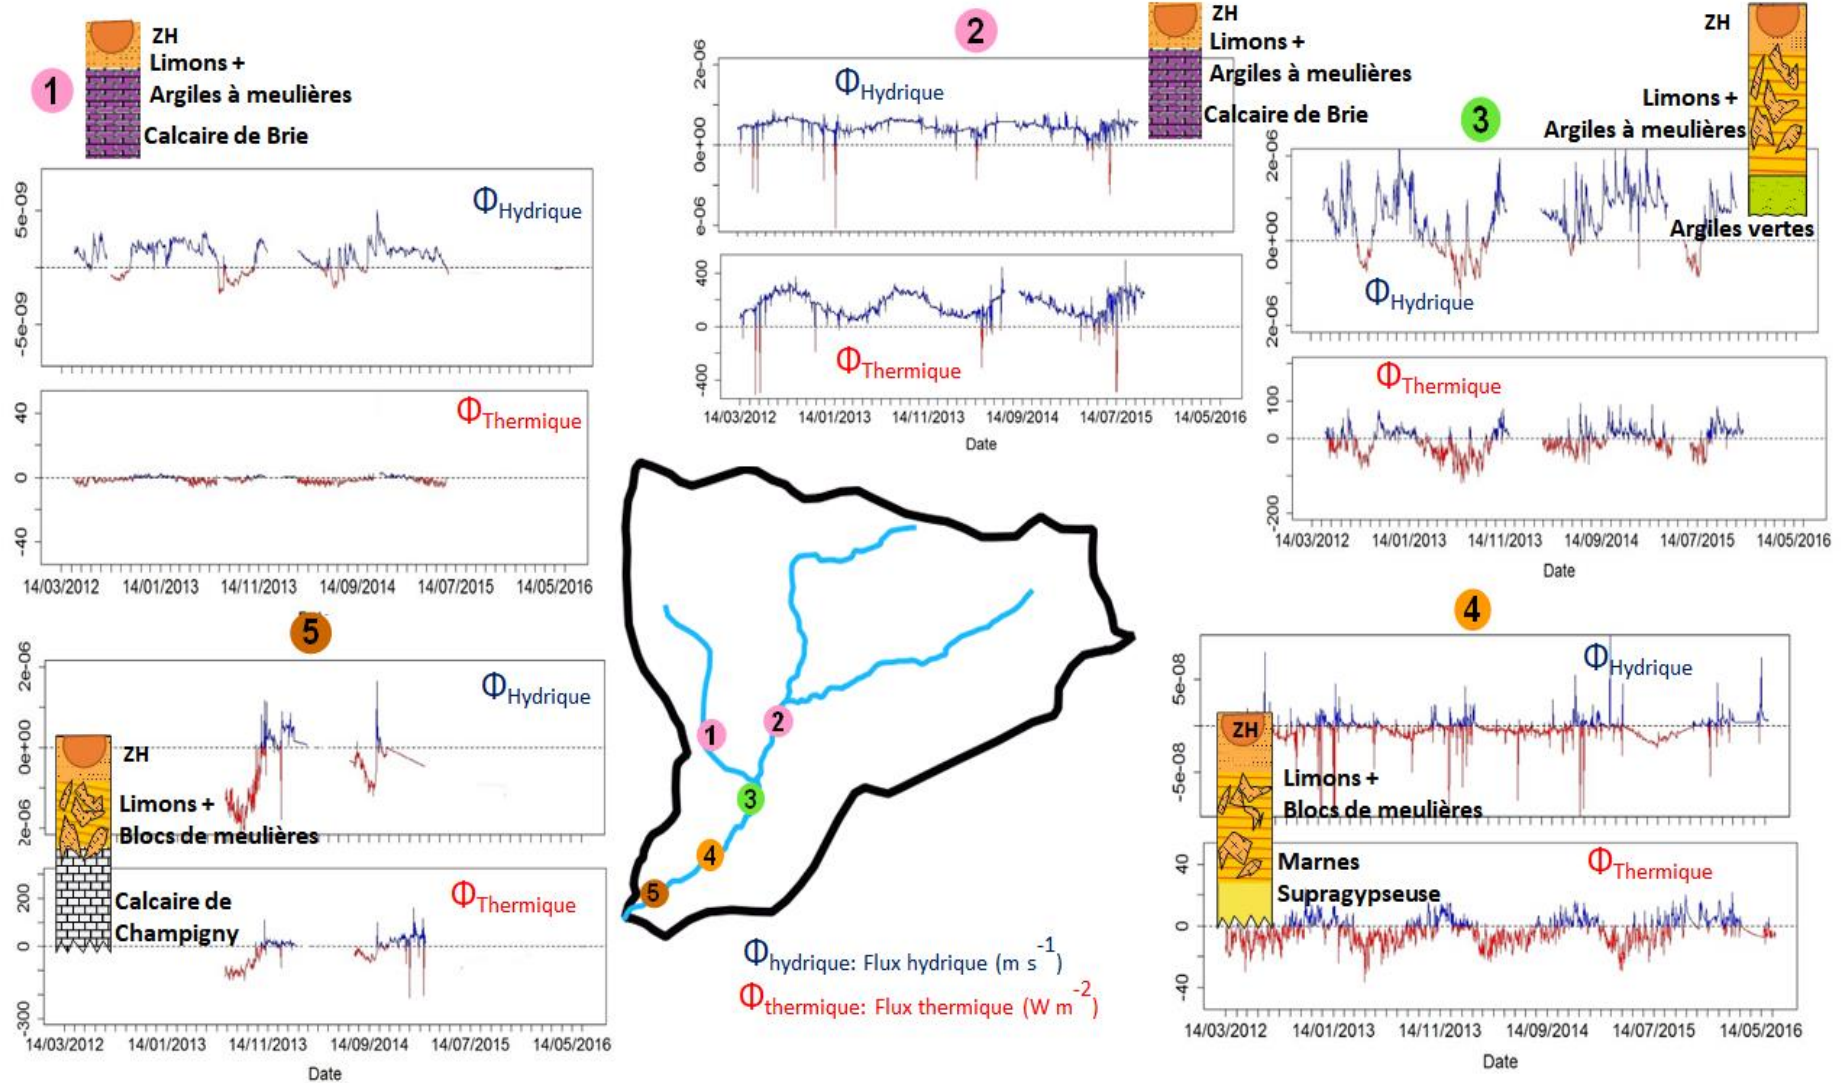 1
ZH
Limons +
Argiles à meulières
Calcaire de Brie
5e-09
-5e-09
Φ Hydrique
40
0
-40
Φ Thermique
14/03/2012 14/01/2013 14/11/2013 14/09/2014 14/07/2015 14/05/2016
2
ZH
Limons +
Argiles à meulières
Calcaire de Brie
2e-06
0e+00
e-06
Φ Hydrique
400
0
-400
Φ Thermique
14/03/2012 14/01/2013 14/11/2013 14/09/2014 14/07/2015 14/05/2016
Date
3
ZH
Limons +
Argiles à meulières
Argiles vertes
2e-06
0e+00
2e-06
Φ Hydrique
100
0
-200
Φ Thermique
14/03/2012 14/01/2013 14/11/2013 14/09/2014 14/07/2015 14/05/2016
Date
4
5e-08
-5e-08
Φ Hydrique
ZH
Limons +
Blocs de meulières
Marnes
Supragypseuse
40
0
-40
Φ Thermique
14/03/2012 14/01/2013 14/11/2013 14/09/2014 14/07/2015 14/05/2016
Date
5
2e-06
0e+00
2e-06
Φ Hydrique
ZH
Limons +
Blocs de meulières
Calcaire de
Champigny
200
0
-300
Φ Thermique
14/03/2012 14/01/2013 14/11/2013 14/09/2014 14/07/2015 14/05/2016
Date
1
2
3
4
5
Φ hydrique: Flux hydrique (m s-1)
Φ thermique: Flux thermique (W m-2)